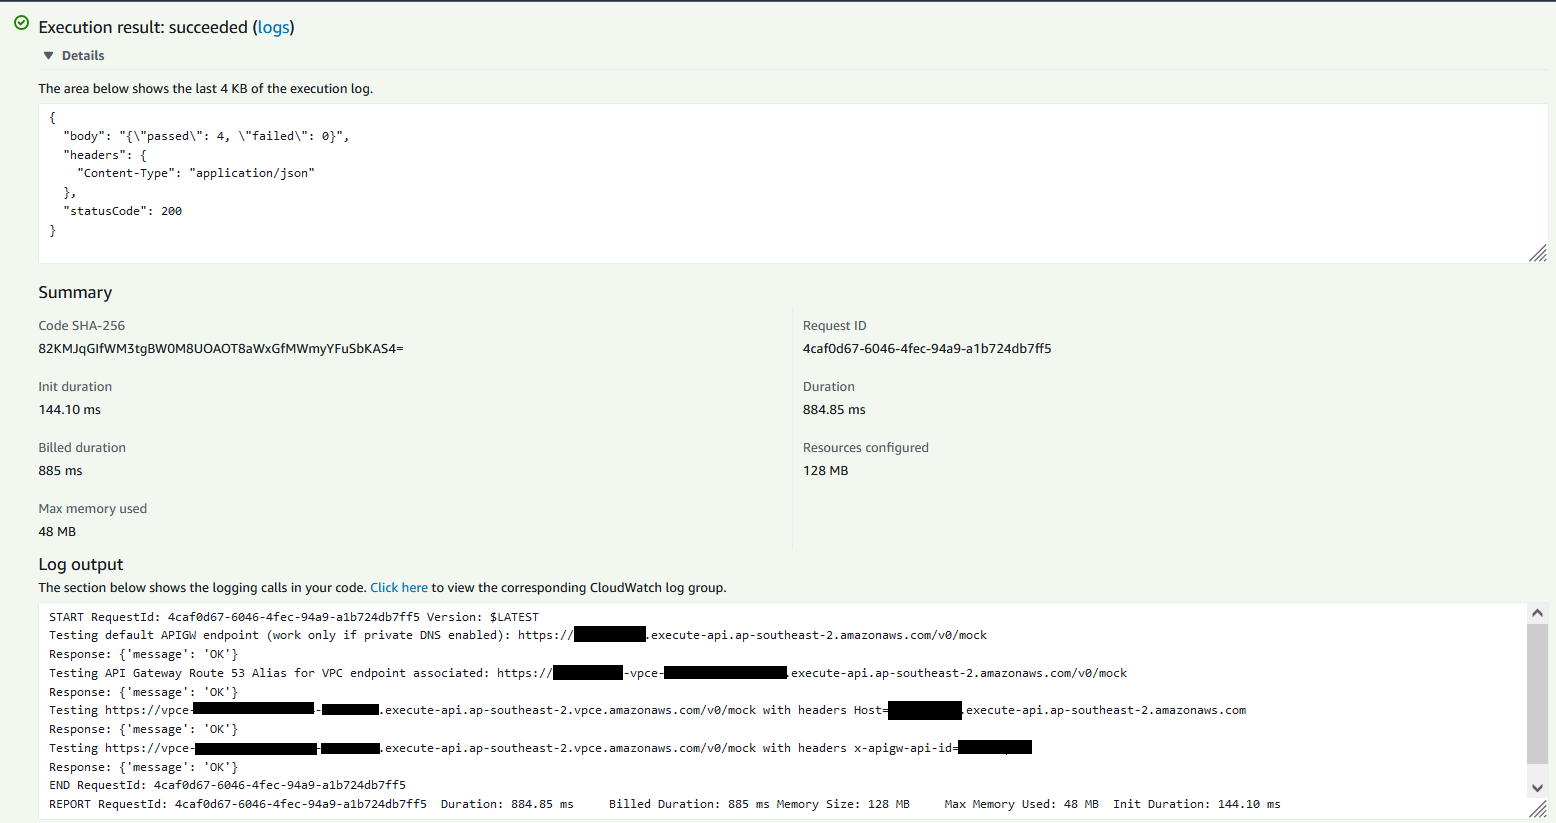 Execution result: succeeded (logs)
Details
The area below shows the last 4 KB of the execution log.
{
  "body": "{\"passed\": 4, \"failed\": 0}",
  "headers": {
    "Content-Type": "application/json"
  },
  "statusCode": 200
}
Summary
Code SHA-256
82KMJqGIfWM3tgBW0M8UOAOT8aWxGfMWmyYFuSbKAS4=
Request ID
4caf0d67-6046-4fec-94a9-a1b724db7ff5
Init duration
144.10 ms
Duration
884.85 ms
Billed duration
885 ms
Resources configured
128 MB
Max memory used
48 MB
Log output
The section below shows the logging calls in your code. Click here to view the corresponding CloudWatch log group.
START RequestId: 4caf0d67-6046-4fec-94a9-a1b724db7ff5 Version: $LATEST
Testing default APIGW endpoint (work only if private DNS enabled): https://.execute-api.ap-southeast-2.amazonaws.com/v0/mock
Response: {'message': 'OK'}
Testing API Gateway Route 53 Alias for VPC endpoint associated: https://-vpce-.execute-api.ap-southeast-2.amazonaws.com/v0/mock
Response: {'message': 'OK'}
Testing https://vpce--.execute-api.ap-southeast-2.vpce.amazonaws.com/v0/mock with headers Host=.execute-api.ap-southeast-2.amazonaws.com
Response: {'message': 'OK'}
Testing https://vpce--.execute-api.ap-southeast-2.vpce.amazonaws.com/v0/mock with headers x-apigw-api-id=
Response: {'message': 'OK'}
END RequestId: 4caf0d67-6046-4fec-94a9-a1b724db7ff5
REPORT RequestId: 4caf0d67-6046-4fec-94a9-a1b724db7ff5  Duration: 884.85 ms     Billed Duration: 885 ms Memory Size: 128 MB     Max Memory Used: 48 MB  Init Duration: 144.10 ms